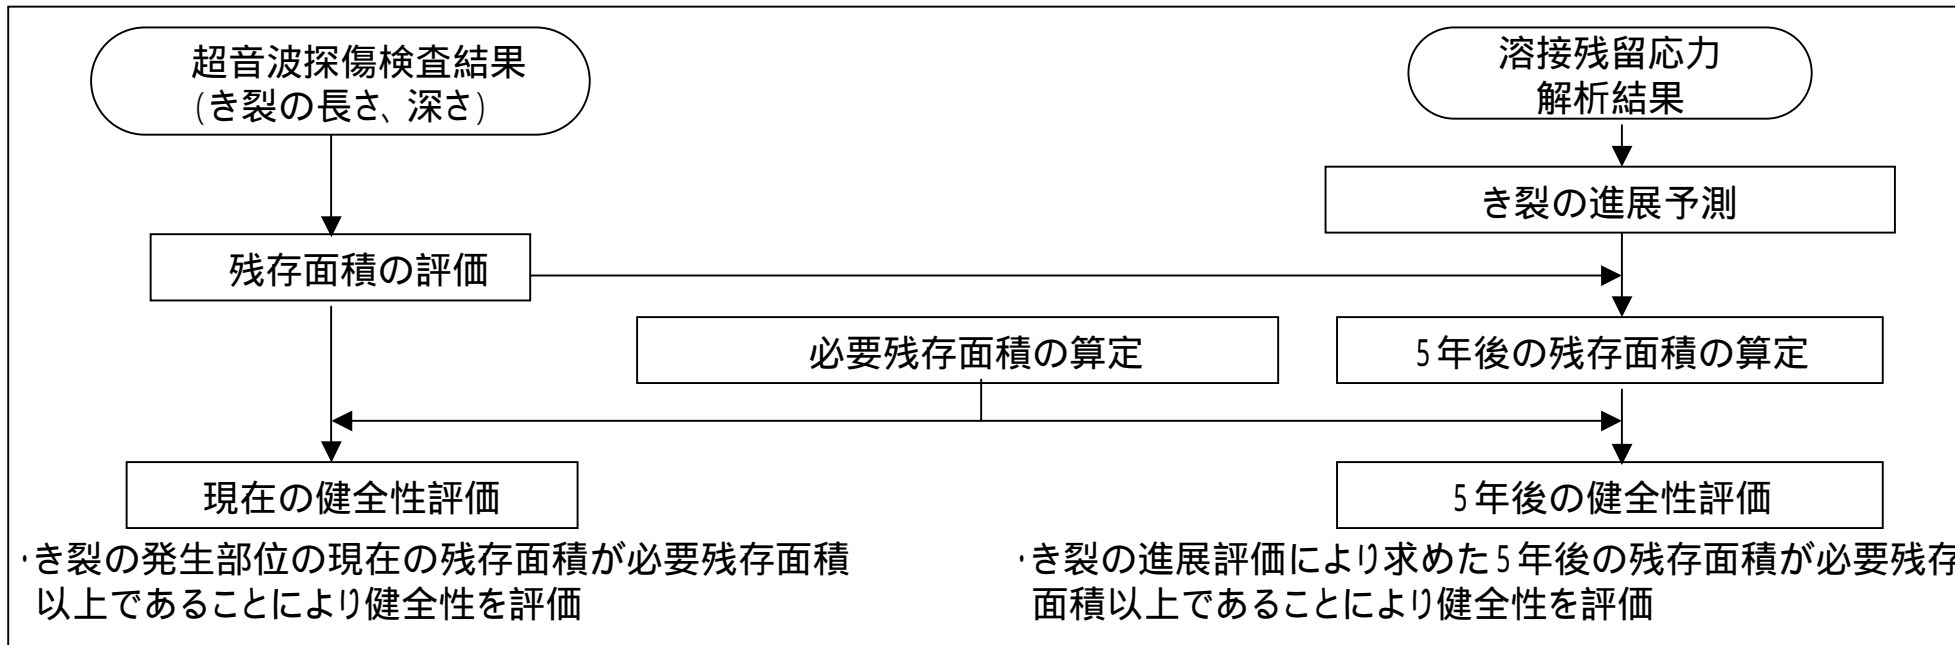 超音波探傷検査結果
(き裂の長さ、深さ)
溶接残留応力
解析結果
き裂の進展予測
残存面積の評価
必要残存面積の算定
5年後の残存面積の算定
現在の健全性評価
5年後の健全性評価
・き裂の発生部位の現在の残存面積が必要残存面積
以上であることにより健全性を評価
・き裂の進展評価により求めた5年後の残存面積が必要残存
面積以上であることにより健全性を評価